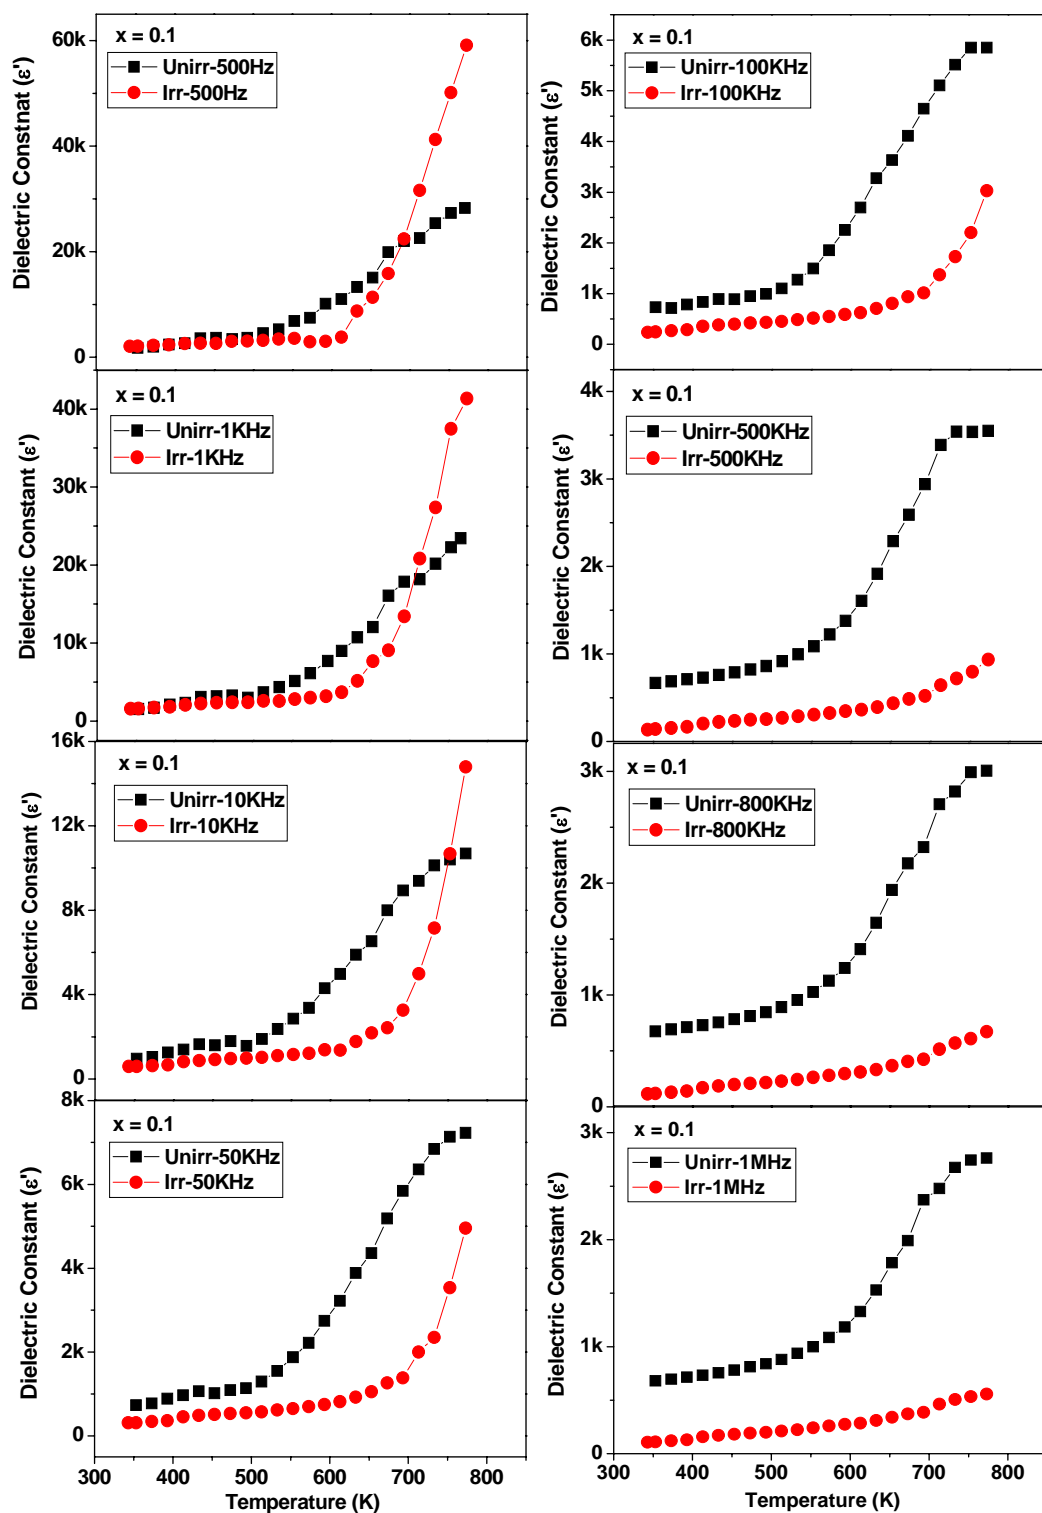 x = 0.1
Unirr-500Hz
Irr-500Hz
60k
40k
20k
0
Dielectric Constnat (ε')
x = 0.1
Unirr-100KHz
Irr-100KHz
6k
5k
4k
3k
2k
1k
0
Dielectric Constant (ε')
x = 0.1
Unirr-1KHz
Irr-1KHz
40k
30k
20k
10k
0
Dielectric Constant (ε')
x = 0.1
Unirr-500KHz
Irr-500KHz
4k
3k
2k
1k
0
Dielectric Constant (ε')
x = 0.1
Unirr-10KHz
Irr-10KHz
16k
12k
8k
4k
0
Dielectric Constant (ε')
x = 0.1
Unirr-800KHz
Irr-800KHz
3k
2k
1k
0
Dielectric Constant (ε')
x = 0.1
Unirr-50KHz
Irr-50KHz
8k
6k
4k
2k
0
Dielectric Constant (ε')
300 400 500 600 700 800
Temperature (K)
x = 0.1
Unirr-1MHz
Irr-1MHz
3k
2k
1k
0
Dielectric Constant (ε')
300 400 500 600 700 800
Temperature (K)